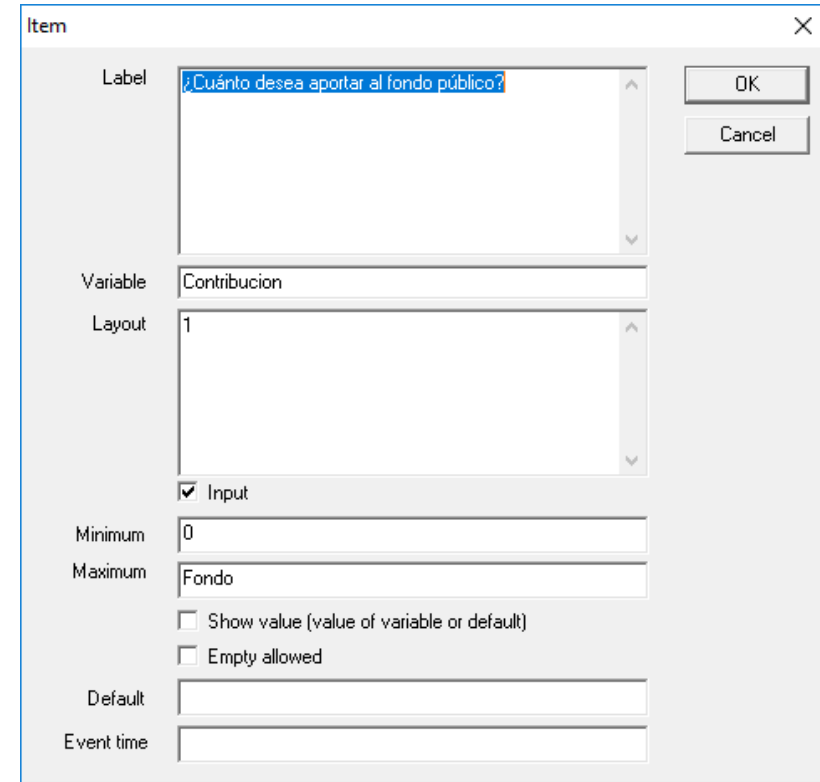 Item
Label
¿Cuánto desea aportar al fondo público?
OK
Cancel
Variable
Contribucion
Layout
1
Input
Minimum
0
Maximum
Fondo
Show value (value of variable or default)
Empty allowed
Default
Event time